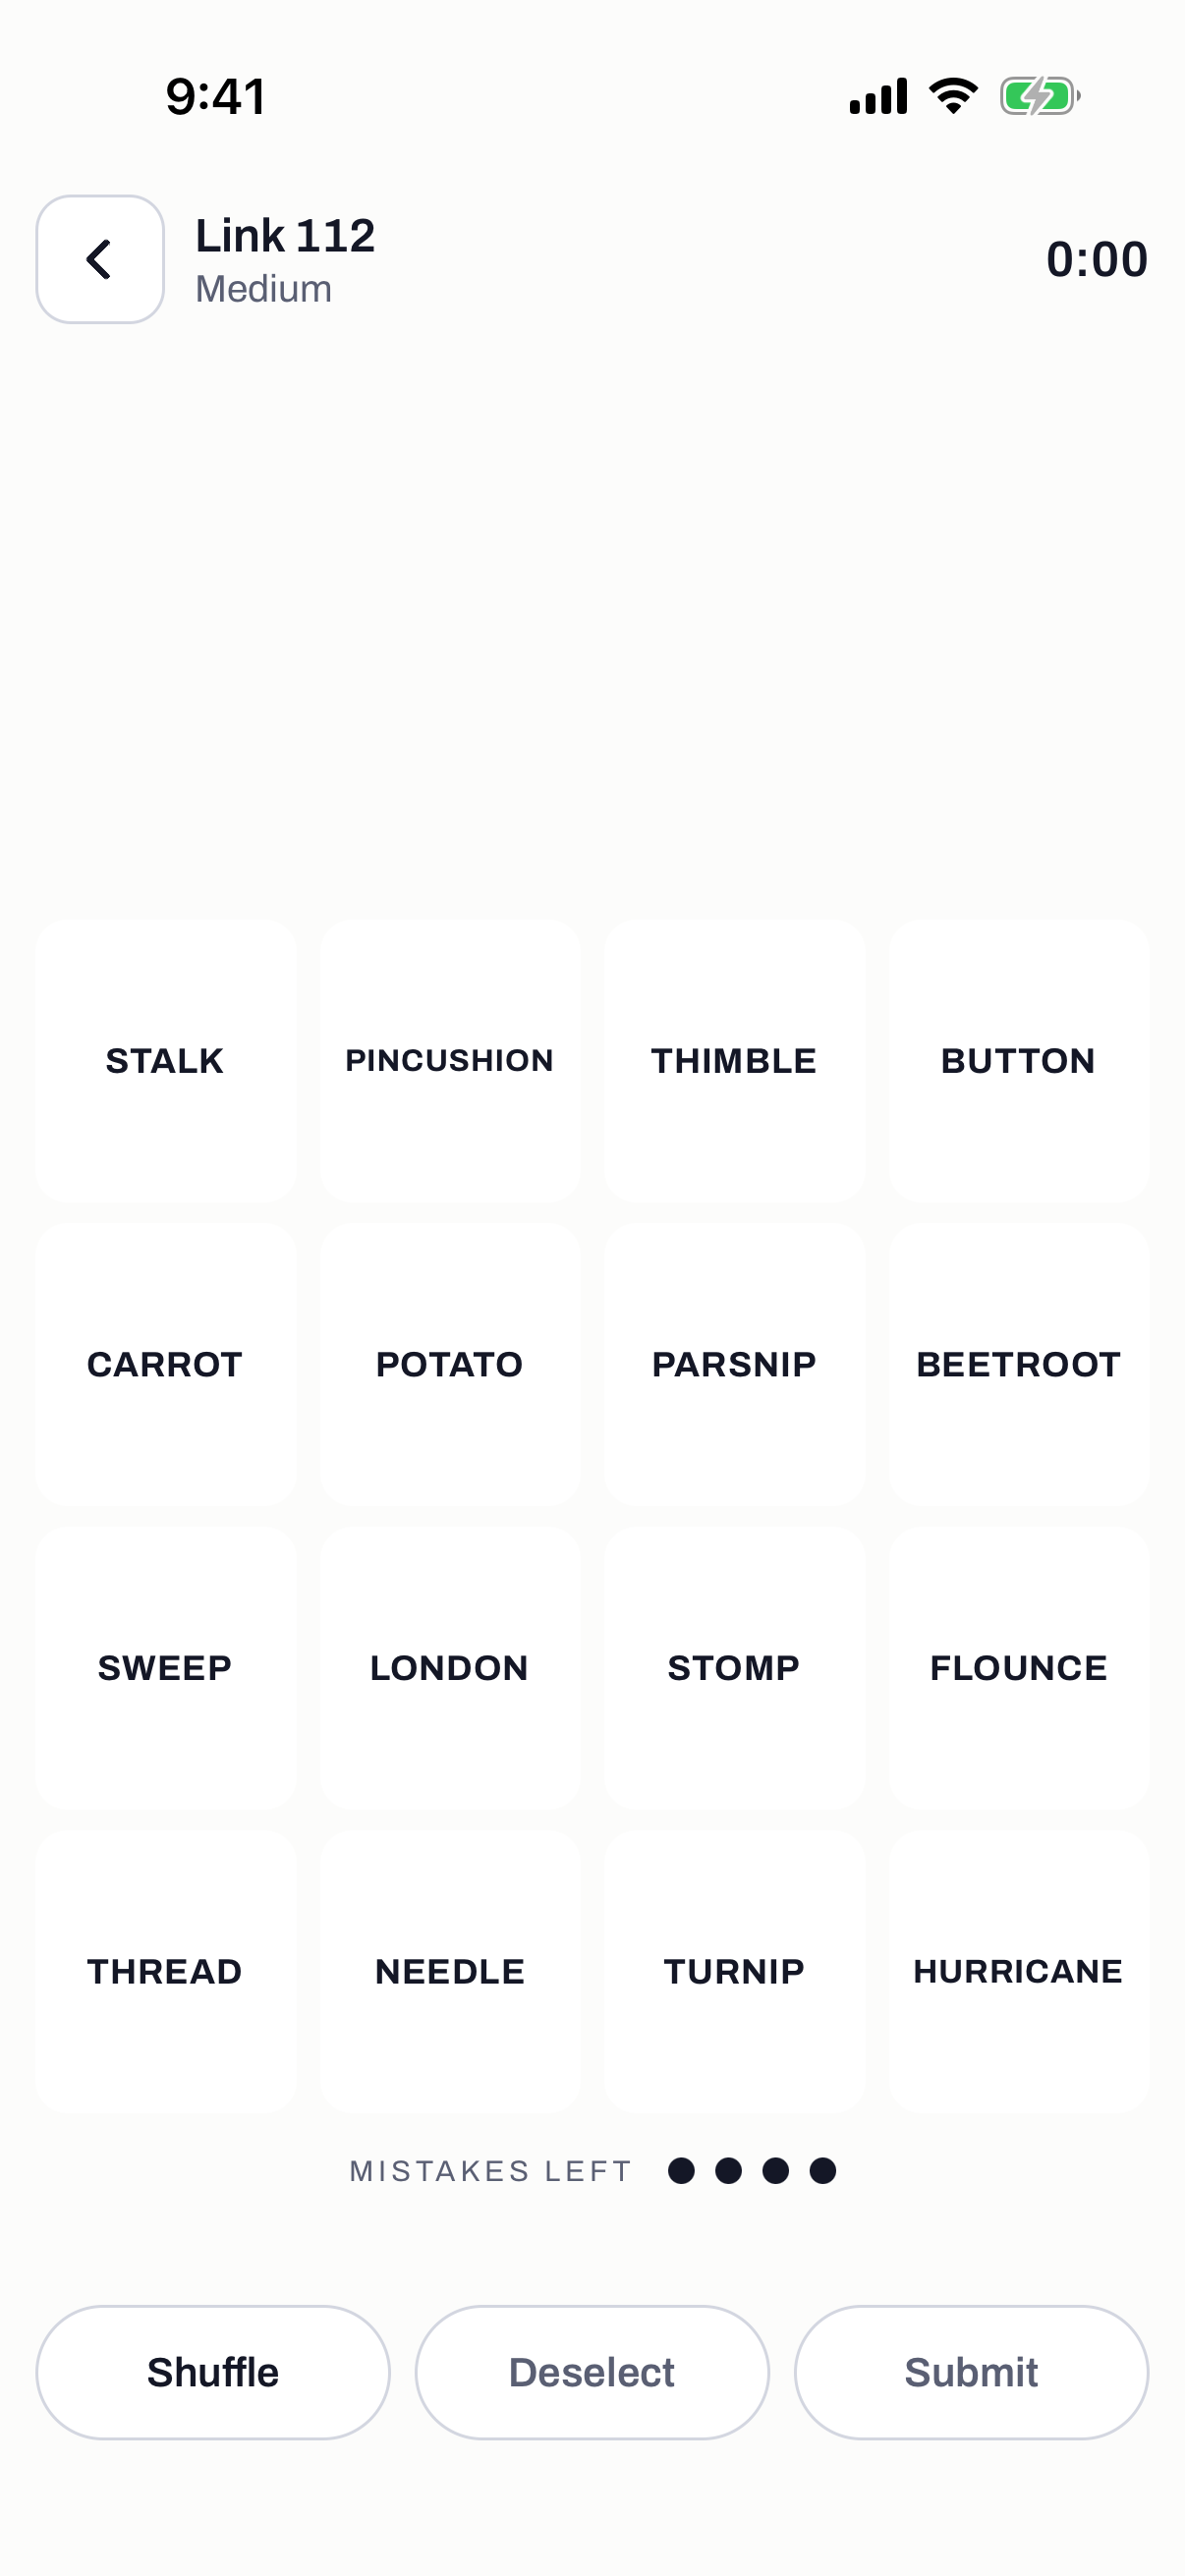 9:41
Link 112
Medium
0:00
STALK PINCUSHION THIMBLE BUTTON
CARROT POTATO PARSNIP BEETROOT
SWEEP LONDON STOMP FLOUNCE
THREAD NEEDLE TURNIP HURRICANE
MISTAKES LEFT
Shuffle Deselect Submit